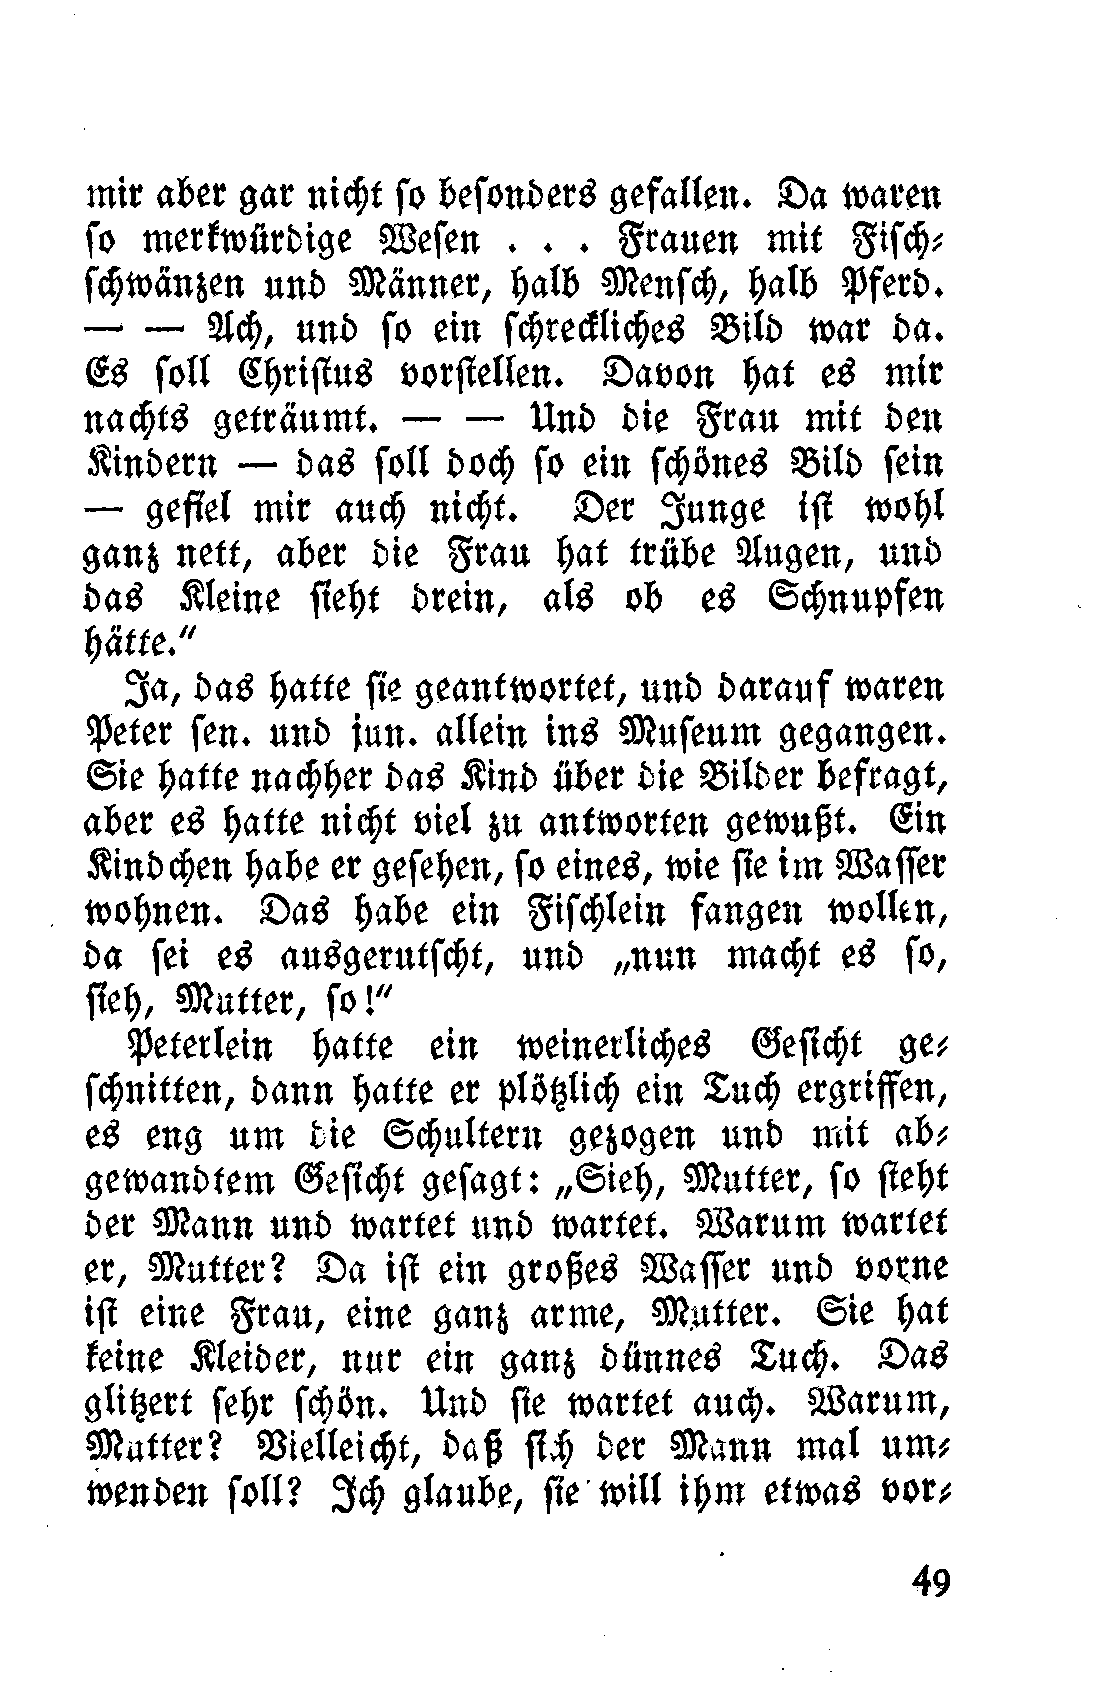 mir aber gar nicht so besonders gefallen. Da waren
so merkwürdige Wesen . . . Frauen mit Fisch-
schwänzen und Männer, halb Mensch, halb Pferd.
— — Ach, und so ein schreckliches Bild war da.
Es soll Christus vorstellen. Davon hat es mir
nachts geträumt. — — Und die Frau mit den
Kindern — das soll doch so ein schönes Bild sein
— gefiel mir auch nicht. Der Junge ist wohl
ganz nett, aber die Frau hat trübe Augen, und
das Kleine sieht drein, als ob es Schnupfen
hätte.“
Ja, das hatte sie geantwortet, und darauf waren
Peter sen. und jun. allein ins Museum gegangen.
Sie hatte nachher das Kind über die Bilder befragt,
aber es hatte nicht viel zu antworten gewußt. Ein
Kindchen habe er gesehen, so eines, wie sie im Wasser
wohnen. Das habe ein Fischlein fangen wollen,
da sei es ausgerutscht, und „nun macht es so,
sieh, Mutter, so!“
Peterlein hatte ein weinerliches Gesicht ge-
schnitten, dann hatte er plötzlich ein Tuch ergriffen,
es eng um die Schultern gezogen und mit ab-
gewandtem Gesicht gesagt: „Sieh, Mutter, so steht
der Mann und wartet und wartet. Warum wartet
er, Mutter? Da ist ein großes Wasser und vorne
ist eine Frau, eine ganz arme, Mutter. Sie hat
keine Kleider, nur ein ganz dünnes Tuch. Das
glitzert sehr schön. Und sie wartet auch. Warum,
Mutter? Vielleicht, daß sich der Mann mal um-
wenden soll? Ich glaube, sie will ihm etwas vor-
49